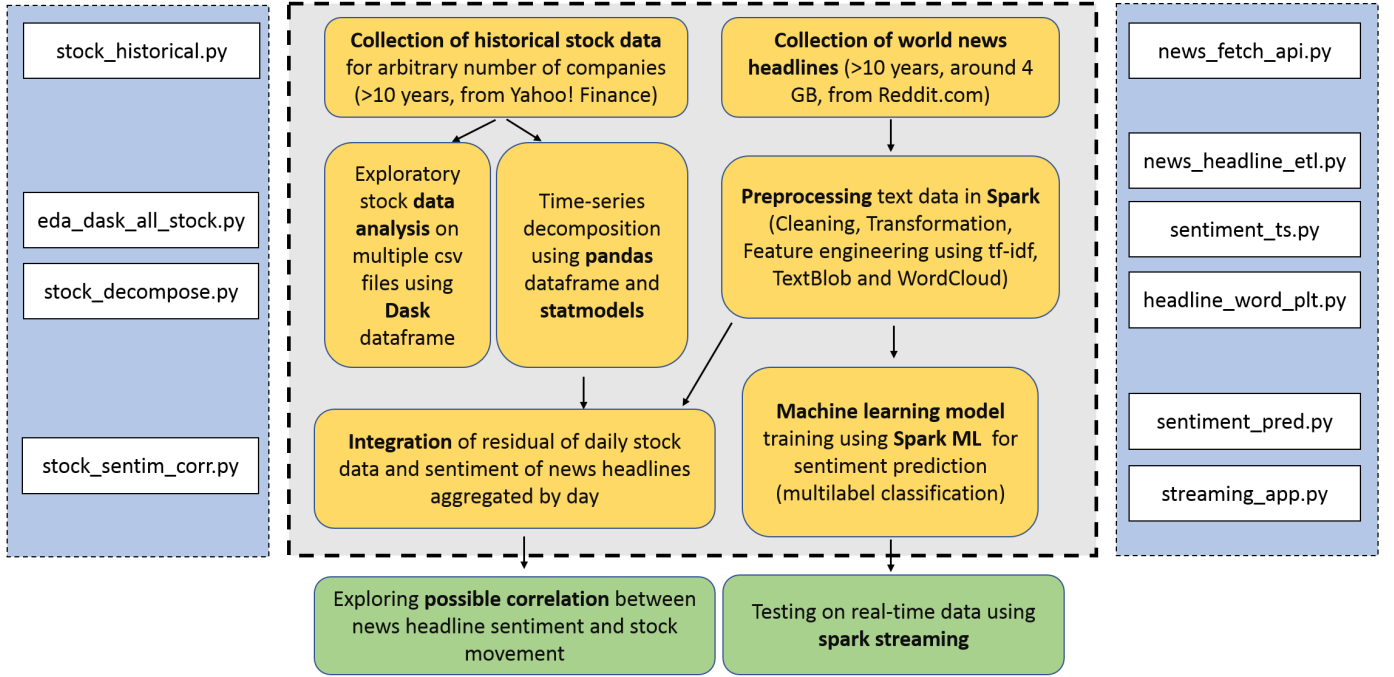 stock_historical.py
eda_dask_all_stock.py
stock_decompose.py
stock_sentim_corr.py
Collection of historical stock data
for arbitrary number of companies
(>10 years, from Yahoo! Finance)
Collection of world news
headlines (>10 years, around 4
GB, from Reddit.com)
Exploratory
stock data
analysis on
multiple csv
files using
Dask
dataframe
Time-series
decomposition
using pandas
dataframe and
statmodels
Preprocessing text data in Spark
(Cleaning, Transformation,
Feature engineering using tf-idf,
TextBlob and WordCloud)
Integration of residual of daily stock
data and sentiment of news headlines
aggregated by day
Machine learning model
training using Spark ML for
sentiment prediction
(multilabel classification)
Exploring possible correlation between
news headline sentiment and stock
movement
Testing on real-time data using
spark streaming
news_fetch_api.py
news_headline_etl.py
sentiment_ts.py
headline_word_plt.py
sentiment_pred.py
streaming_app.py